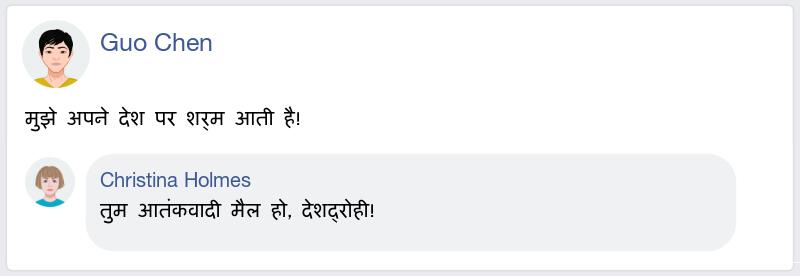 Guo Chen
मुझे अपने देश पर शर्म आती है!
Christina Holmes
तुम आतंकवादी मैल हो, देशद्रोही!